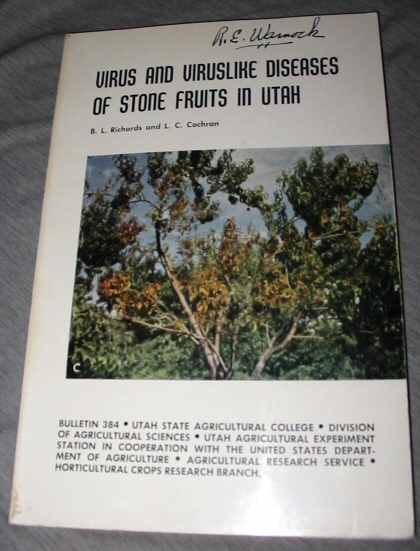 R. E. Warnock
VIRUS AND VIRUSLIKE DISEASES
OF STONE FRUITS IN UTAH
B. L. Richards and L. C. Cochran
C
BULLETIN 384 • UTAH STATE AGRICULTURAL COLLEGE • DIVISION
OF AGRICULTURAL SCIENCES • UTAH AGRICULTURAL EXPERIMENT
STATION IN COOPERATION WITH THE UNITED STATES DEPART-
MENT OF AGRICULTURE • AGRICULTURAL RESEARCH SERVICE •
HORTICULTURAL CROPS RESEARCH BRANCH.